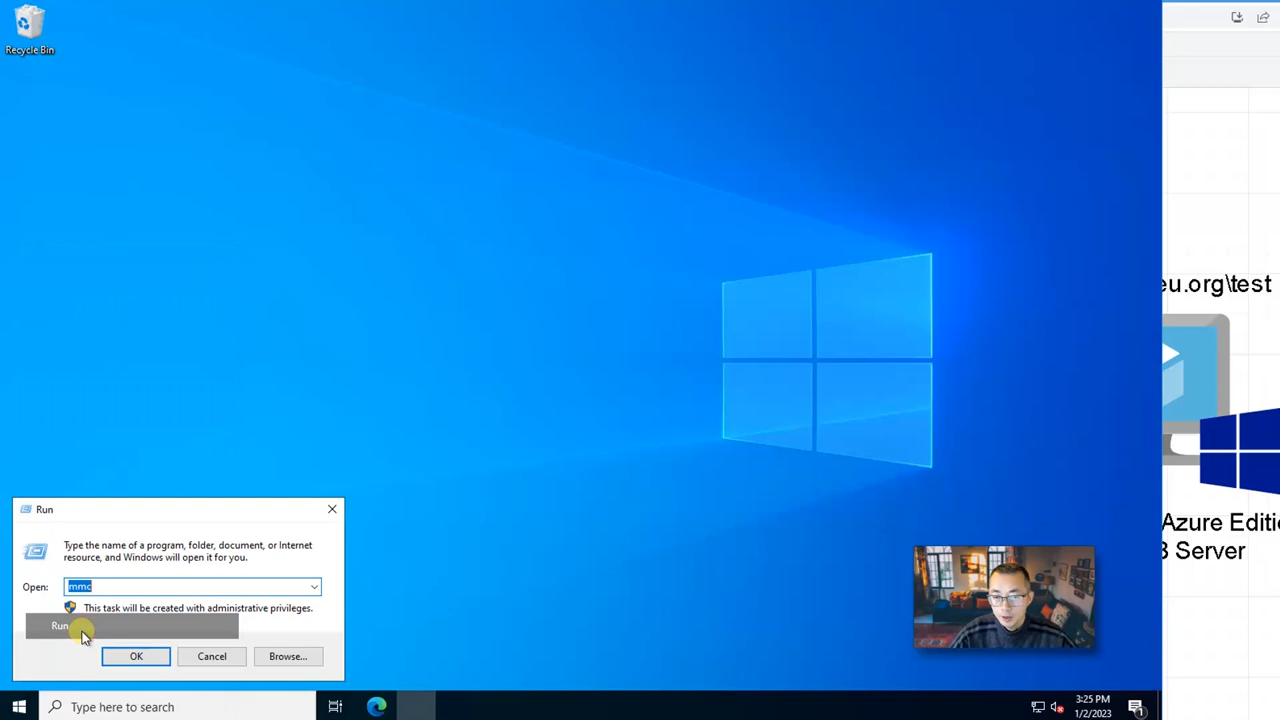 Recycle Bin
eu.org\test
Azure Editi
3 Server
Run
Type the name of a program, folder, document, or Internet
resource, and Windows will open it for you.
Open:
mmc
This task will be created with administrative privileges.
Run
OK
Cancel
Browse...
Type here to search
3:25 PM
1/2/2023
1